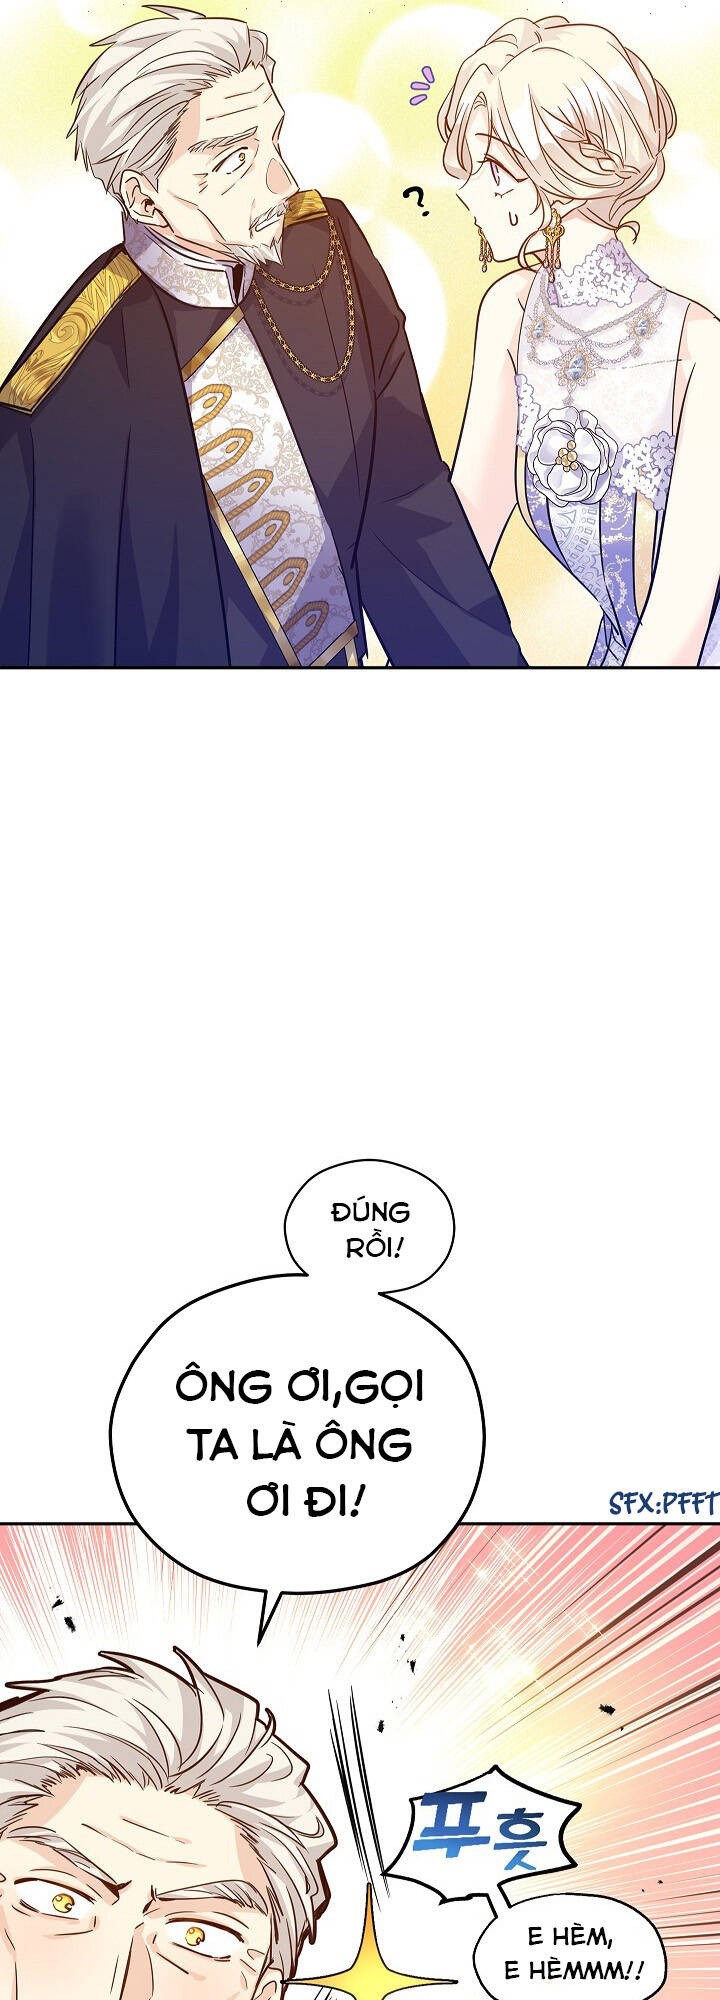 ?
ĐÚNG
RỒI!
ÔNG ƠI,GỌI
TA LÀ ÔNG
ƠI ĐI!
SFX:PFFT
푸흣
E HÈM,
E HÈMMM!!